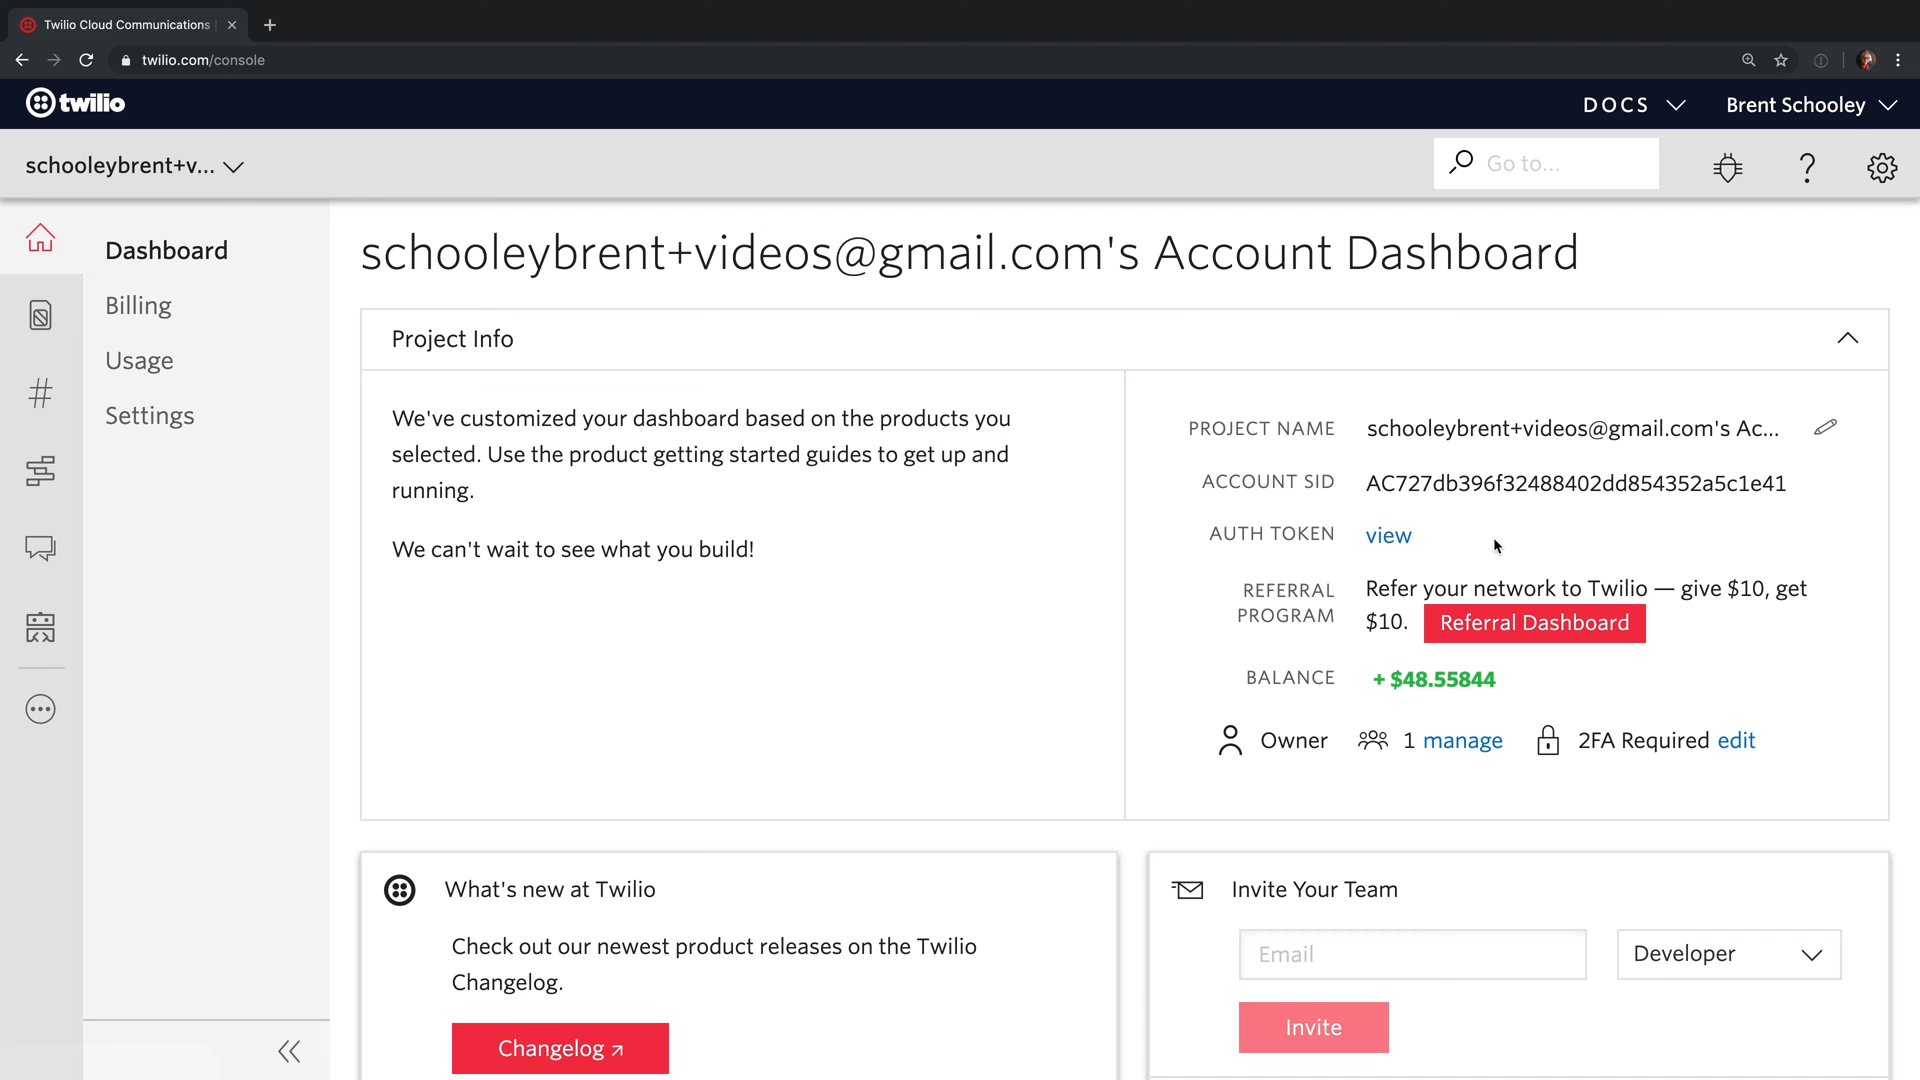 Twilio Cloud Communications |
twilio.com/console
twilio
DOCS
Brent Schooley
schooleybrent+v...
Go to...
Dashboard
Billing
Usage
Settings
schooleybrent+videos@gmail.com's Account Dashboard
Project Info
We've customized your dashboard based on the products you
selected. Use the product getting started guides to get up and
running.
We can't wait to see what you build!
PROJECT NAME schooleybrent+videos@gmail.com's Ac...
ACCOUNT SID AC727db396f32488402dd854352a5c1e41
AUTH TOKEN view
REFERRAL PROGRAM
Refer your network to Twilio — give $10, get
$10. Referral Dashboard
BALANCE + $48.55844
Owner 1 manage 2FA Required edit
What's new at Twilio
Check out our newest product releases on the Twilio
Changelog.
Changelog ↗
Invite Your Team
Email
Developer
Invite